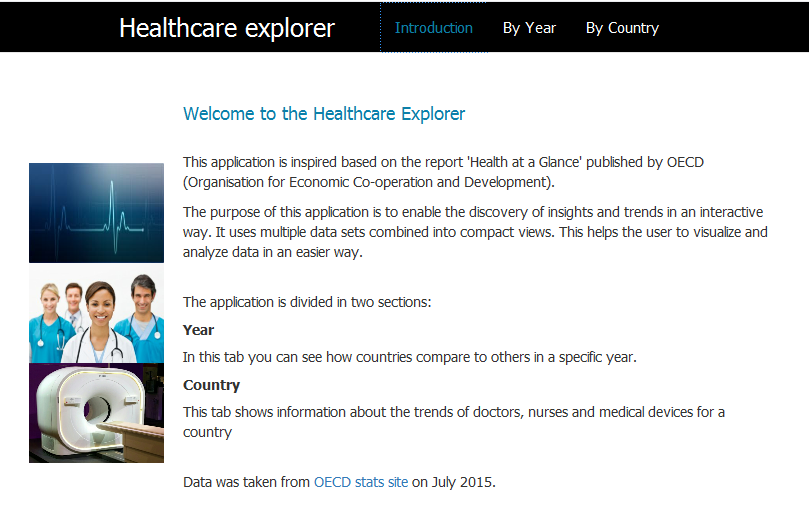 Healthcare explorer
Introduction
By Year
By Country
Welcome to the Healthcare Explorer
This application is inspired based on the report 'Health at a Glance' published by OECD
(Organisation for Economic Co-operation and Development).
The purpose of this application is to enable the discovery of insights and trends in an interactive
way. It uses multiple data sets combined into compact views. This helps the user to visualize and
analyze data in an easier way.
The application is divided in two sections:
Year
In this tab you can see how countries compare to others in a specific year.
Country
This tab shows information about the trends of doctors, nurses and medical devices for a
country
Data was taken from OECD stats site on July 2015.